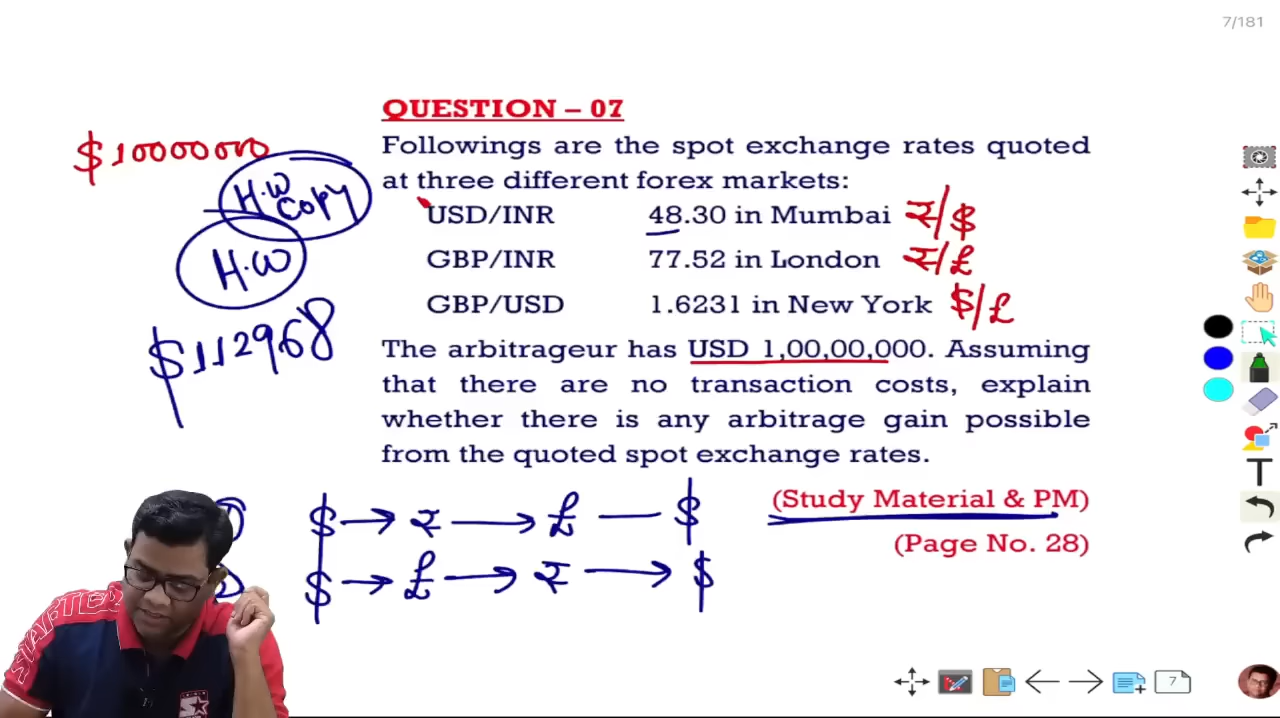 7/181
QUESTION – 07
Followings are the spot exchange rates quoted
at three different forex markets:
USD/INR 48.30 in Mumbai ₹/$
GBP/INR 77.52 in London ₹/£
GBP/USD 1.6231 in New York $/£
The arbitrageur has USD 1,00,00,000. Assuming
that there are no transaction costs, explain
whether there is any arbitrage gain possible
from the quoted spot exchange rates.
(Study Material & PM)
(Page No. 28)
$10000000
H.W
copy
H.W
$112968
$ → ₹ → £ — $
$ → £ → ₹ → $
T
7